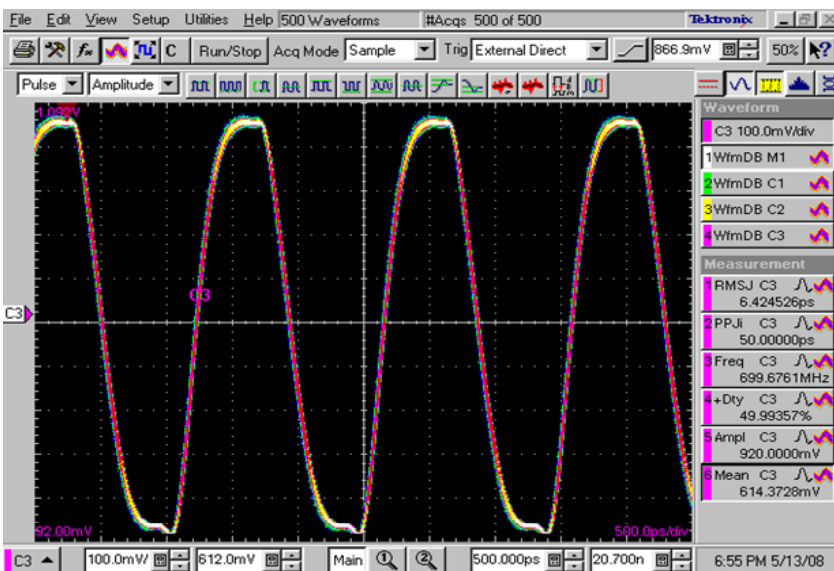 File Edit View Setup Utilities Help 500 Waveforms #Acqs 500 of 500 Tektronix
Run/Stop Acq Mode Sample Trig External Direct 866.9mV 50%
C
Pulse Amplitude
1.092V
C3
C3
92.00mV
500.0ps/div
Waveform
C3 100.0mV/div
1 WfmDB M1
2 WfmDB C1
3 WfmDB C2
4 WfmDB C3
Measurement
1 RMSJ C3
6.424526ps
2 PPJi C3
50.00000ps
3 Freq C3
699.6761MHz
4 +Dty C3
49.99357%
5 Ampl C3
920.0000mV
6 Mean C3
614.3728mV
C3 100.0mV/ 612.0mV Main 1 2 500.000ps 20.700n 6:55 PM 5/13/08